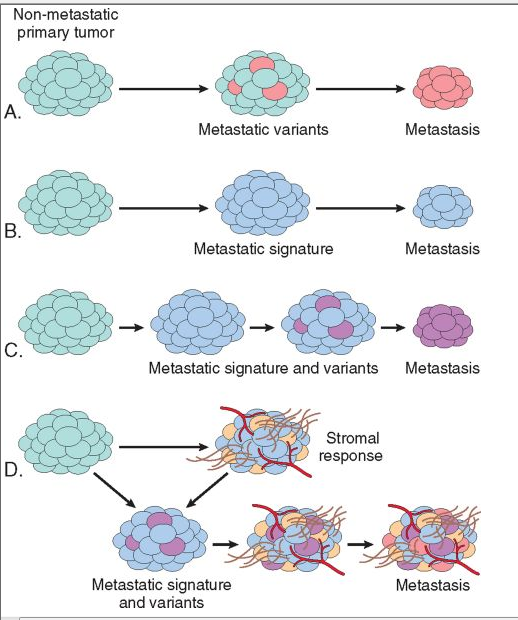 Non-metastatic
primary tumor
A.
Metastatic variants
Metastasis
B.
Metastatic signature
Metastasis
C.
Metastatic signature and variants
Metastasis
Stromal
response
D.
Metastatic signature
and variants
Metastasis